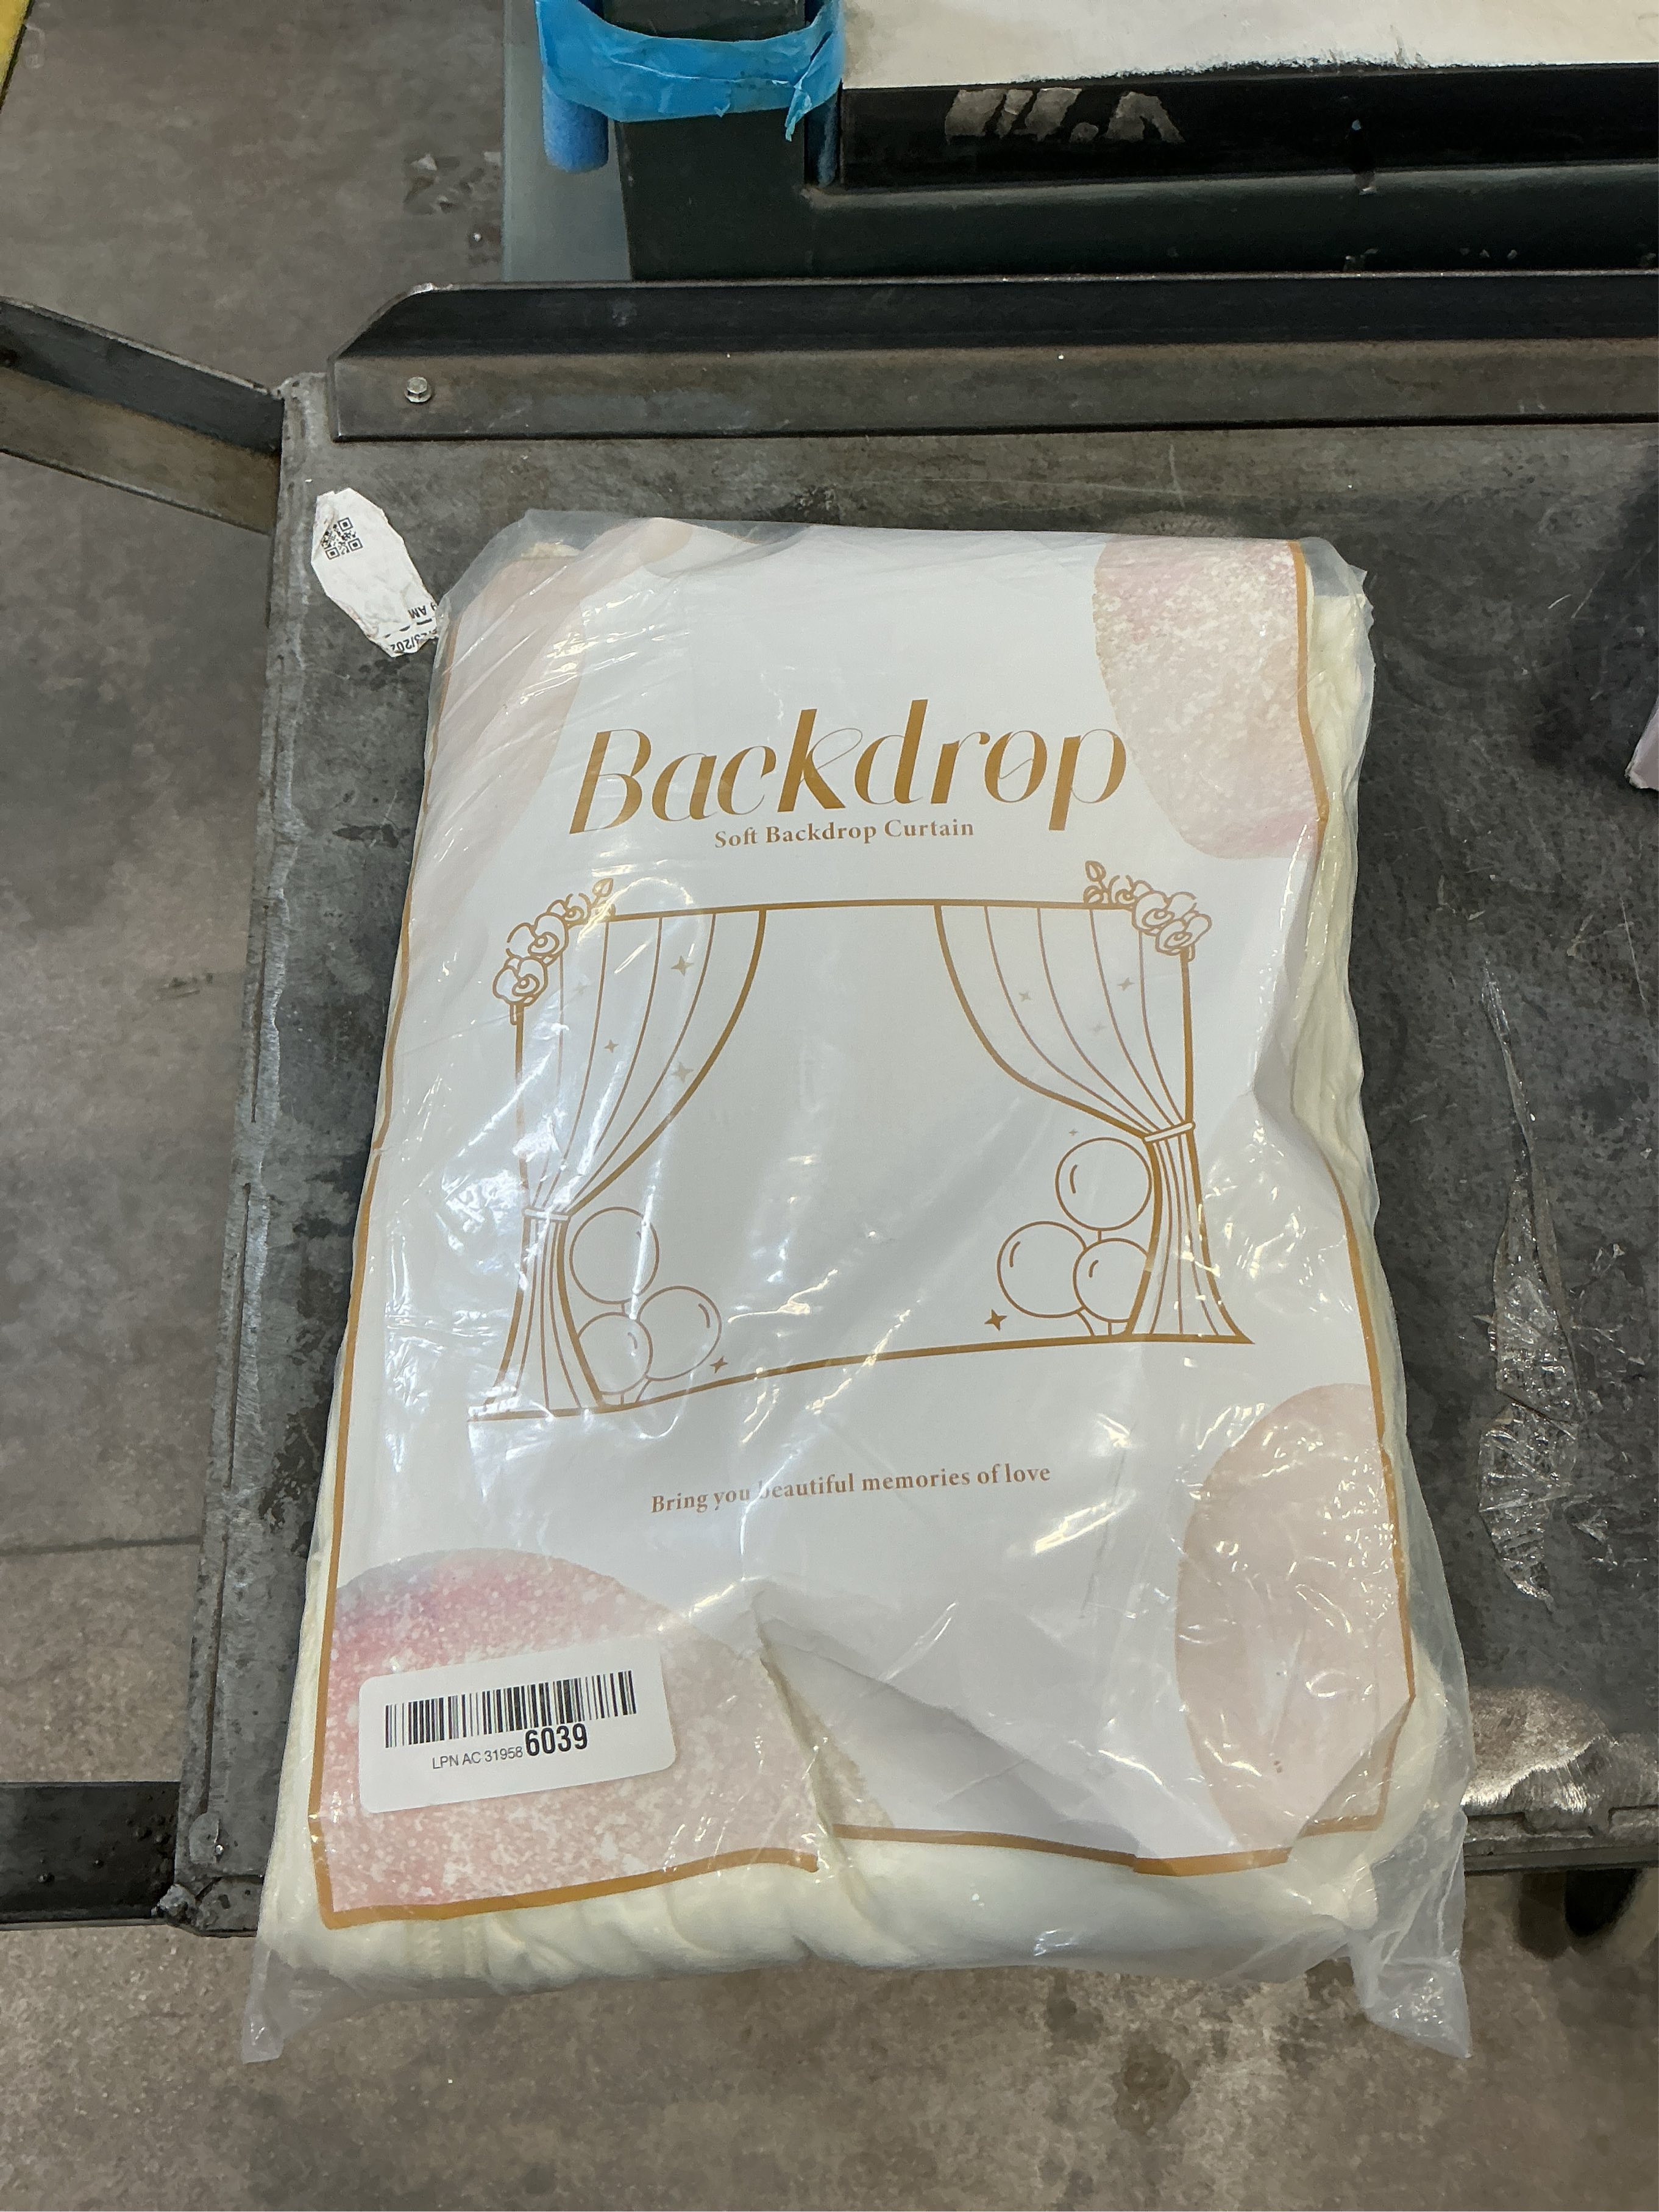 Backdrop
Soft Backdrop Curtain
Bring you beautiful memories of love
LPN AC 31958 6039